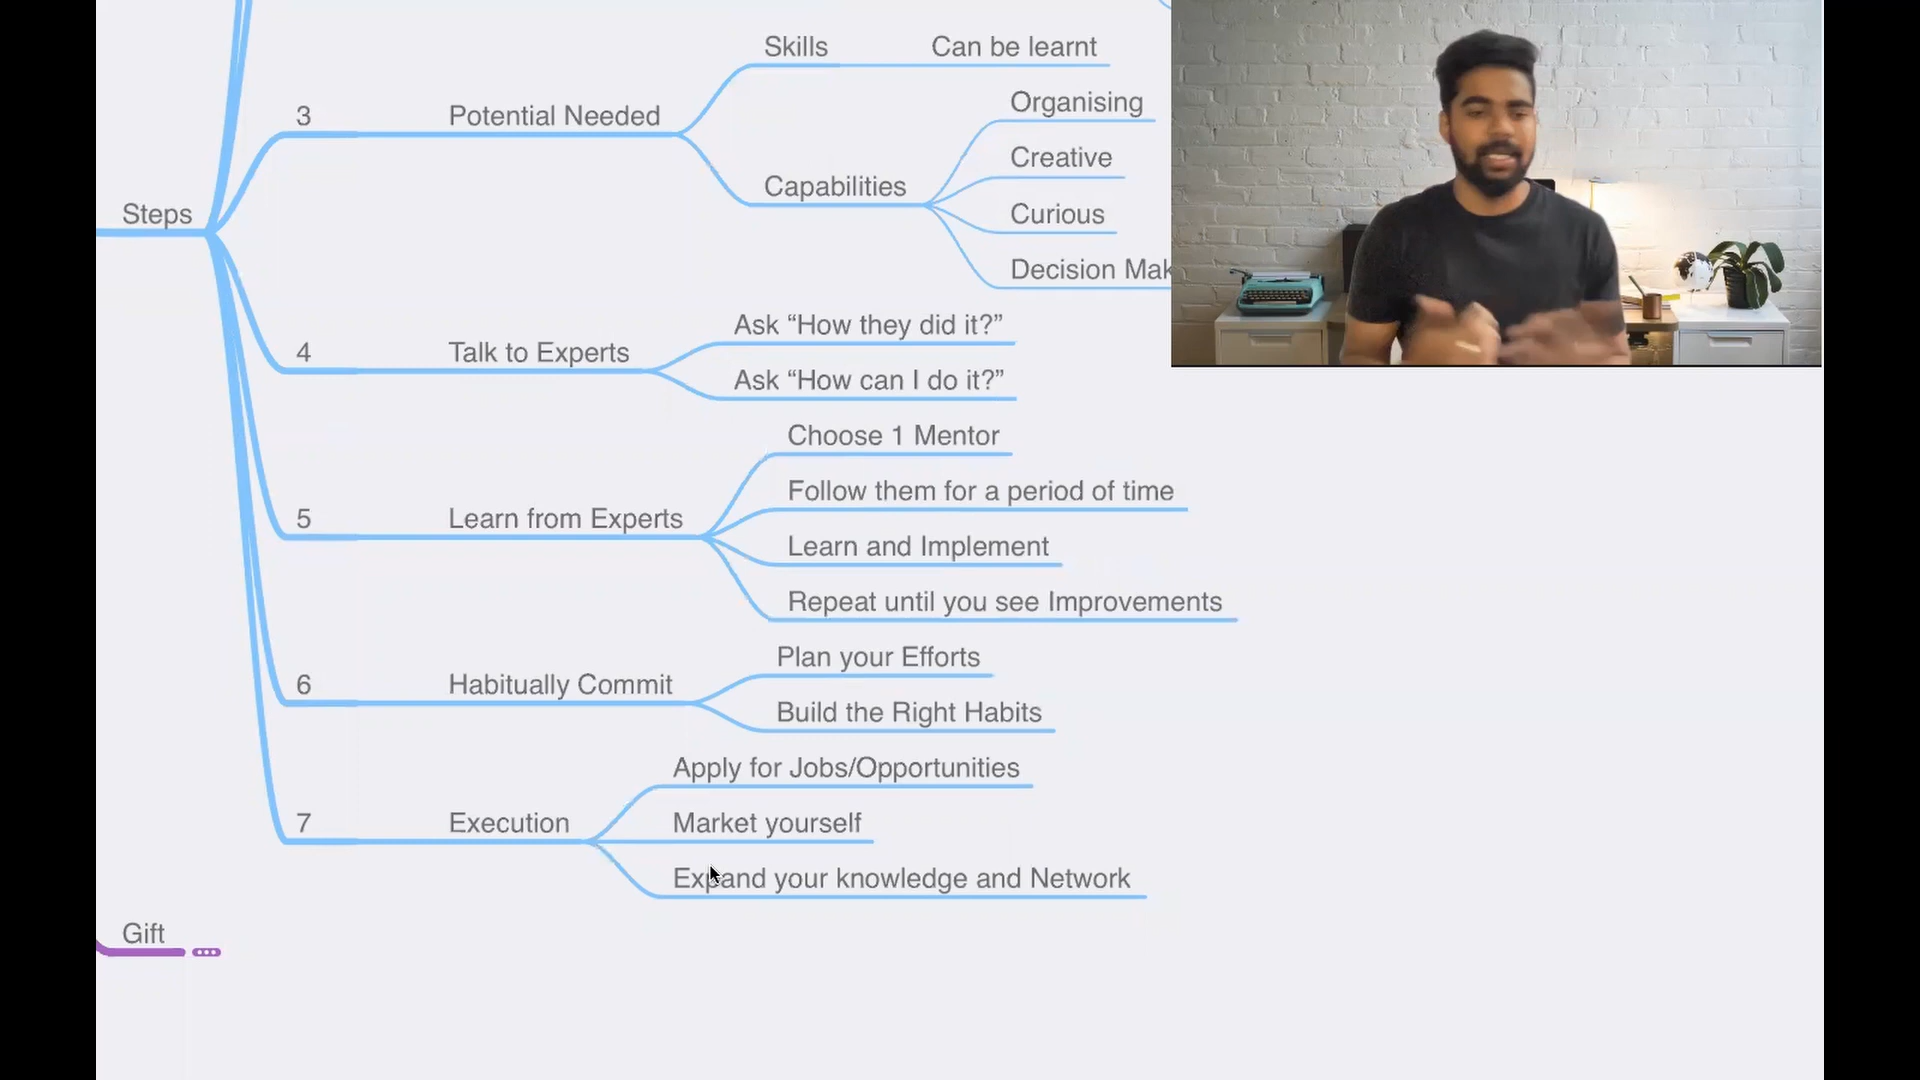 Steps
3
Potential Needed
Skills
Can be learnt
Capabilities
Organising
Creative
Curious
Decision Mak
4
Talk to Experts
Ask “How they did it?”
Ask “How can I do it?”
5
Learn from Experts
Choose 1 Mentor
Follow them for a period of time
Learn and Implement
Repeat until you see Improvements
6
Habitually Commit
Plan your Efforts
Build the Right Habits
7
Execution
Apply for Jobs/Opportunities
Market yourself
Expand your knowledge and Network
Gift